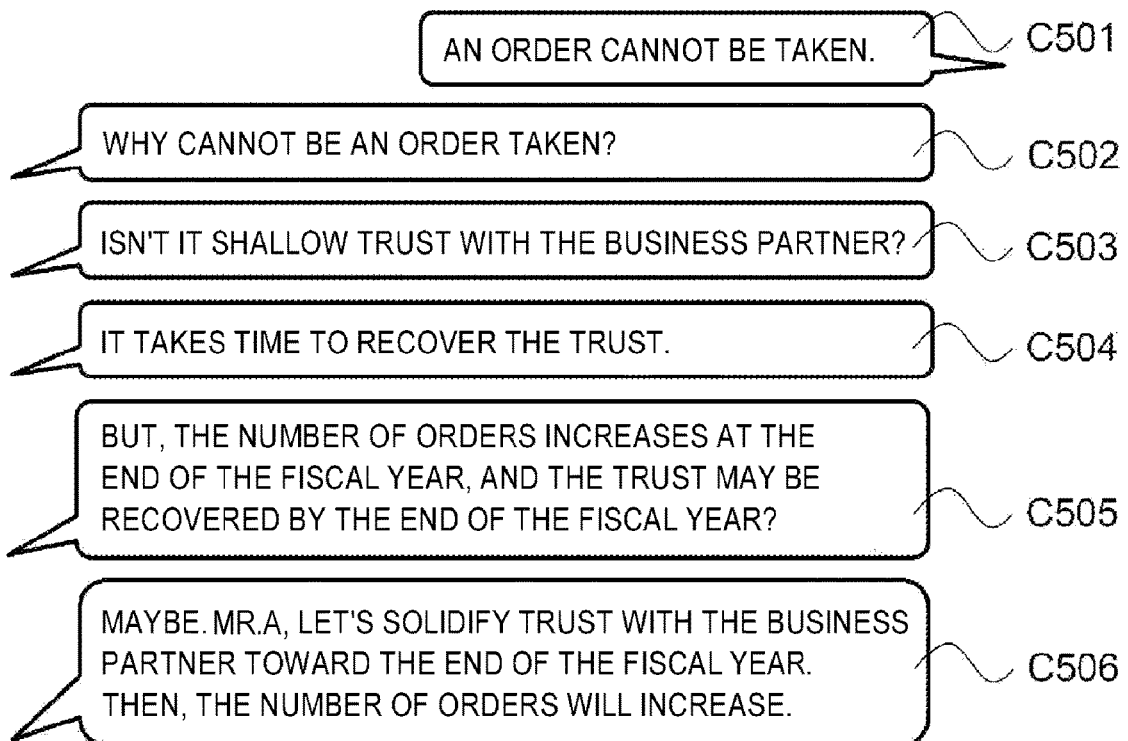 AN ORDER CANNOT BE TAKEN.
C501
WHY CANNOT BE AN ORDER TAKEN?
C502
ISN'T IT SHALLOW TRUST WITH THE BUSINESS PARTNER?
C503
IT TAKES TIME TO RECOVER THE TRUST.
C504
BUT, THE NUMBER OF ORDERS INCREASES AT THE
END OF THE FISCAL YEAR, AND THE TRUST MAY BE
RECOVERED BY THE END OF THE FISCAL YEAR?
C505
MAYBE. MR.A, LET'S SOLIDIFY TRUST WITH THE BUSINESS
PARTNER TOWARD THE END OF THE FISCAL YEAR.
THEN, THE NUMBER OF ORDERS WILL INCREASE.
C506